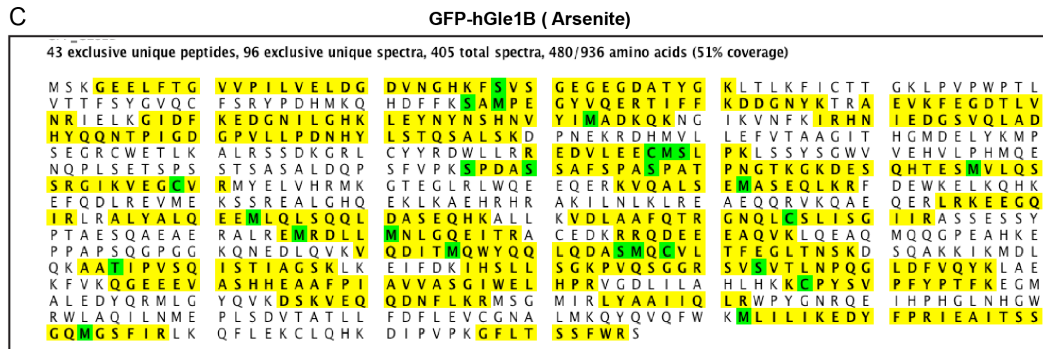 C
GFP-hGle1B ( Arsenite)
43 exclusive unique peptides, 96 exclusive unique spectra, 405 total spectra, 480/936 amino acids (51% coverage)
MSKGEELFTG VVPILVELDG DVNGHKFSVS GEGEGDATYG KLTLKFICTT GKLPVPWPTL
VTTFSYGVQC FSRYPDHMKQ HDFFKSAMPE GYVQERTIFF KDDGNYKTRA EVKFEGDTLV
NRIELKGIDF KEDGNILGHK LEYNYNSHNV YIMADKQKNG IKVNFKIRHN IEDGSVQLAD
HYQQNTPIGD GPVLLPDNHY LSTQSALSKD PNEKRDHMVL LEFVTAAGIT HGMDELYKMP
SEGRCWETLK ALRSSDKGRL CYYRDWLLRR EDVLEECMSL PKLSSYSGWV VEHVLPHMQE
NQPLSETSPS STSASALDQP SFVPKSPDAS SAFSPASPAT PNGTKGKDES QHTESMVLQS
SRGIKVEGCV RMYELVHRMK GTEGLRLWQE EQERKVQALS EMASEQLKRF DEWKELKQHK
EFQDLREVME KSSREALGHQ EKLKAEHRHR AKILNLKLRE AEQQRVKQAE QERLRKEEGQ
IRLRALYALQ EEMLQLSQQL DASEQHKALL KVDLAAFQTR GNQLCSLISG IIRASSESSY
PTAESQAEAE RALREMRDLL MNLGQEITRA CEDKRRQDEE EAQVKLQEAQ MQQGPEAHKE
PPAPSQGPGG KQNEDLQVKV QDITMQWYQQ LQDASMQCVL TFEGLTNSKD SQAKKIKMDL
QKAATIPVSQ ISTIAGSKLK EIFDKIHSLL SGKPVQSGGR SVSVTLNPQG LDFVQYKLAE
KFVKQGEEEV ASHHEAAFPI AVVASGIWEL HPRVGDLILA HLHKKCPYSV PFYPTFKEGM
ALEDYQRMLG YQVKDSKVEQ QDNFLKRMSG MIRLYAAIIQ LRWPYGNRQE IHPHGLNHGW
RWLAQILNME PLSDVTATLL FDFLEVCGNA LMKQYQVQFW KMLILIKEDY FPRIEAITSS
GQMGSFIRLK QFLEKCLQHK DIPVPKGFLT SSFWRS